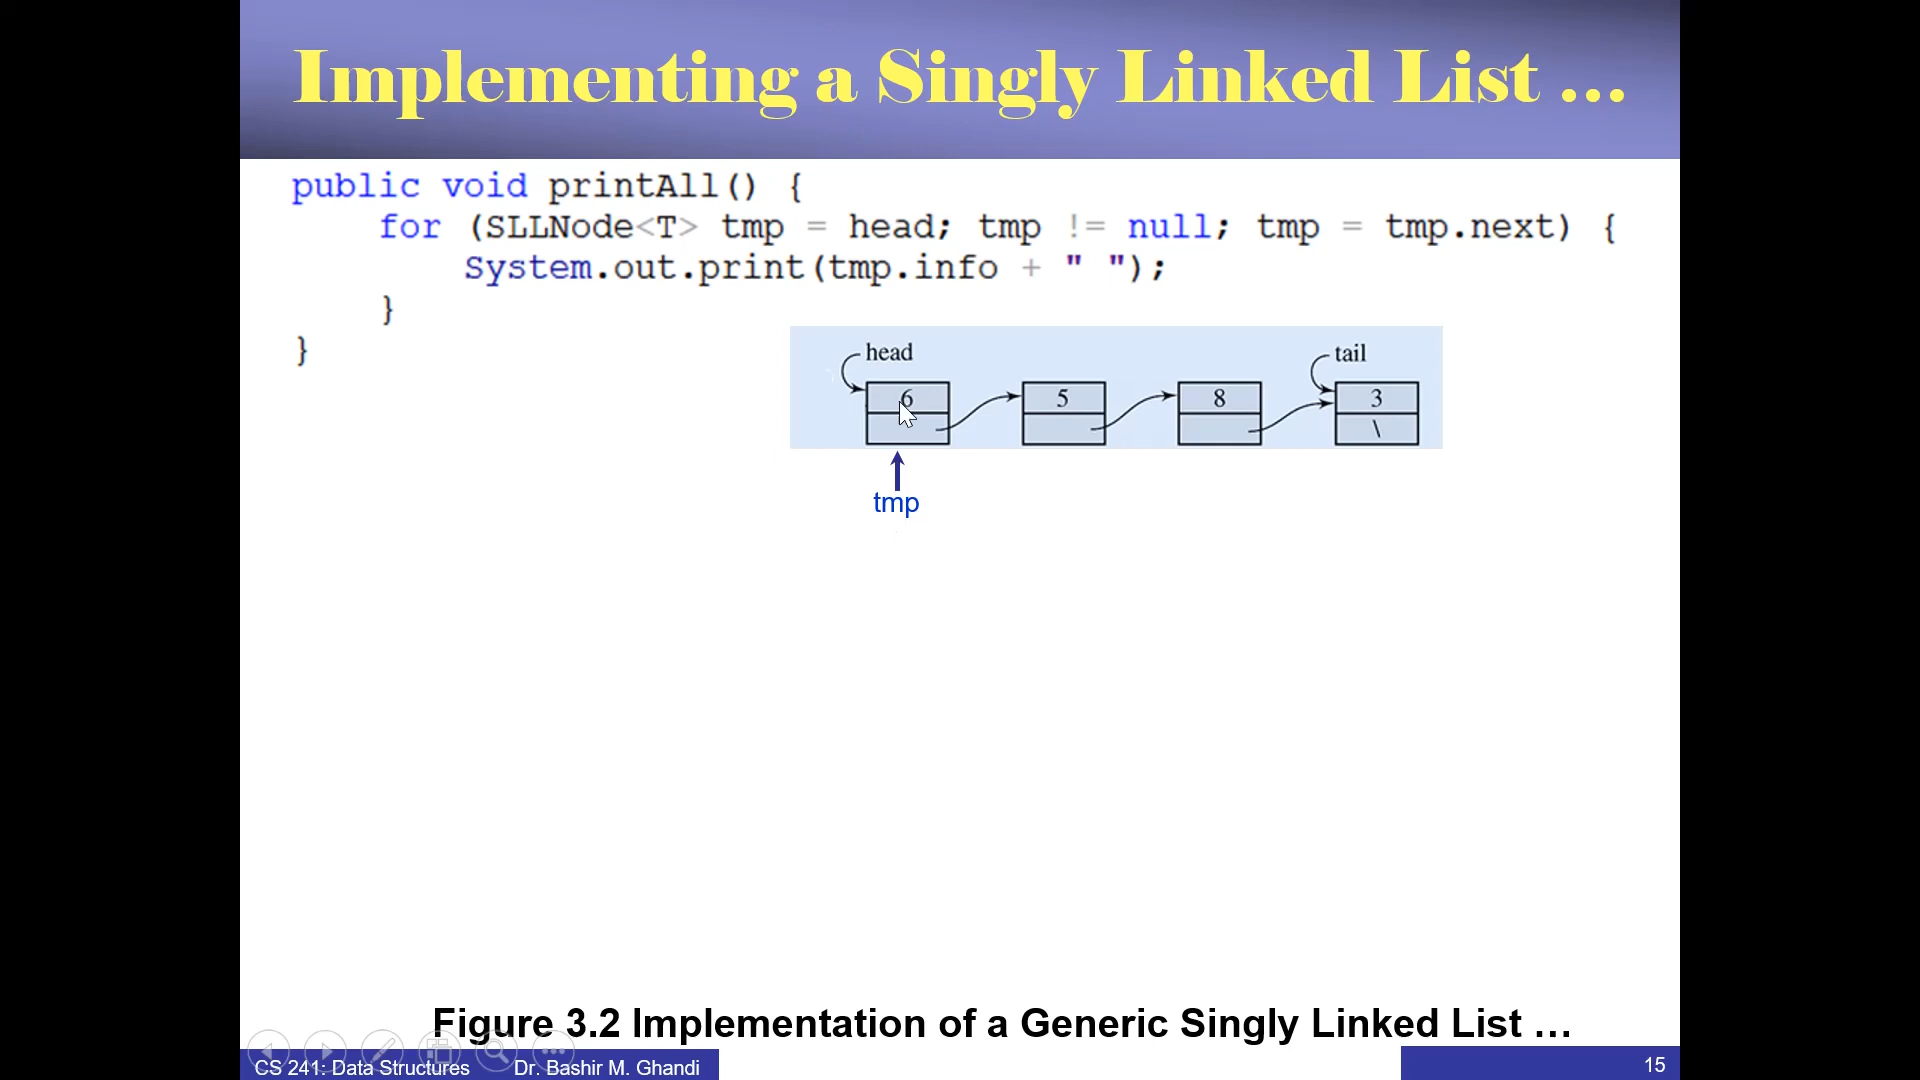 Implementing a Singly Linked List ...
public void printAll() {
for (SLLNode<T> tmp = head; tmp != null; tmp = tmp.next) {
System.out.print(tmp.info + " ");
}
}
head
tail
6
5
8
3
\
tmp
Figure 3.2 Implementation of a Generic Singly Linked List ...
CS 241: Data Structures
Dr. Bashir M. Ghandi
15